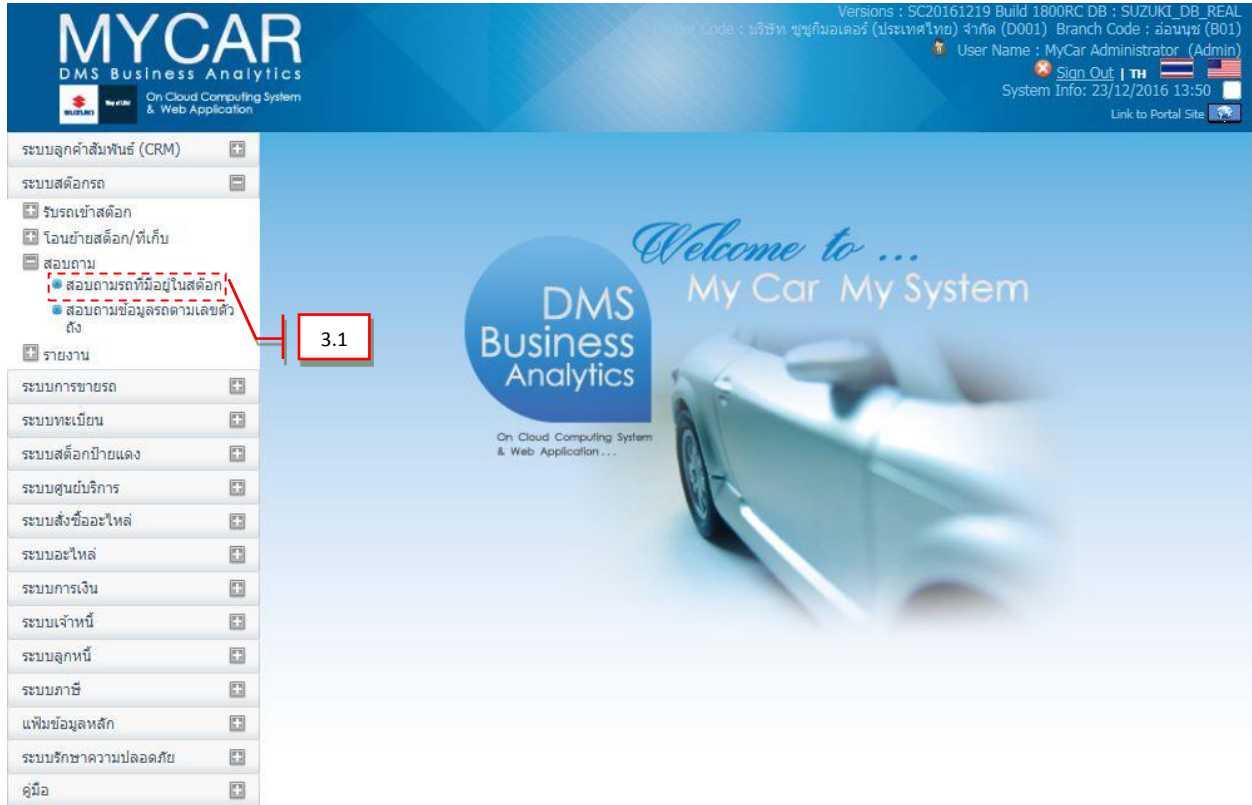 MYCAR
DMS Business Analytics
On Cloud Computing System
& Web Application
SUZUKI
Way of Life!
Versions : SC20161219 Build 1800RC DB : SUZUKI_DB_REAL
Code : บริษัท ซูซูกิมอเตอร์ (ประเทศไทย) จำกัด (D001) Branch Code : อ่อนนุช (B01)
User Name : MyCar Administrator (Admin)
Sign Out | TH
System Info: 23/12/2016 13:50
Link to Portal Site
ระบบลูกค้าสัมพันธ์ (CRM)
ระบบสต๊อกรถ
รับรถเข้าสต๊อก
โอนย้ายสต็อก/ที่เก็บ
สอบถาม
สอบถามรถที่มีอยู่ในสต๊อก
สอบถามข้อมูลรถตามเลขตัว
ถัง
รายงาน
3.1
ระบบการขายรถ
ระบบทะเบียน
ระบบสต็อกป้ายแดง
ระบบศูนย์บริการ
ระบบสั่งซื้ออะไหล่
ระบบอะไหล่
ระบบการเงิน
ระบบเจ้าหนี้
ระบบลูกหนี้
ระบบภาษี
แฟ้มข้อมูลหลัก
ระบบรักษาความปลอดภัย
คู่มือ
Welcome to ...
My Car My System
DMS
Business
Analytics
On Cloud Computing System
& Web Application...